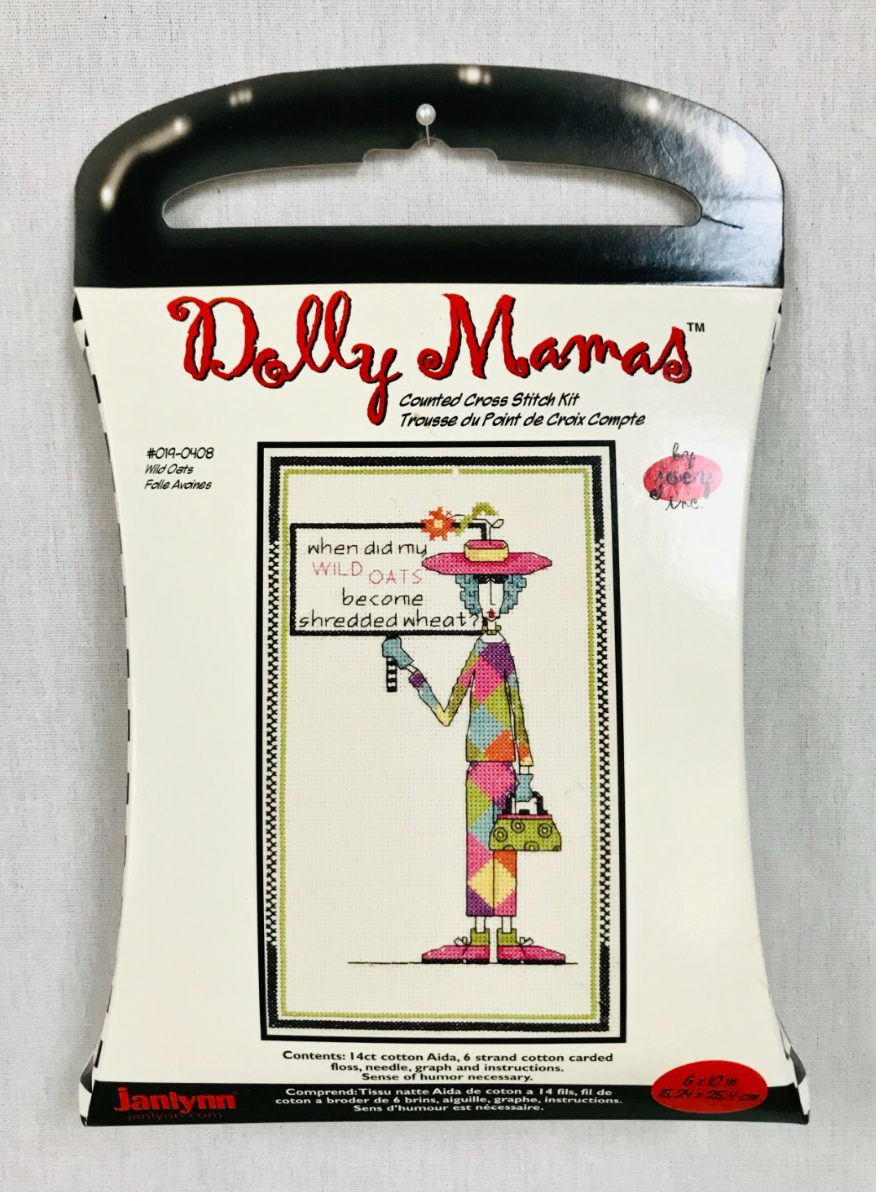 Dolly Mamas™
Counted Cross Stitch Kit
Trousse du Point de Croix Compte
#019-0408
Wild Oats
Folle Avoines
by
joey
inc.
when did my
WILD OATS
become
shredded wheat?
Contents: 14ct cotton Aida, 6 strand cotton carded
floss, needle, graph and instructions.
Sense of humor necessary.
Comprend: Tissu natte Aida de coton a 14 fils, fil de
coton a broder de 6 brins, aiguille, graphe, instructions.
Sens d'humour est nécessaire.
Janlynn
janlynn.com
6 x 10 in
15.24 x 25.4 cm